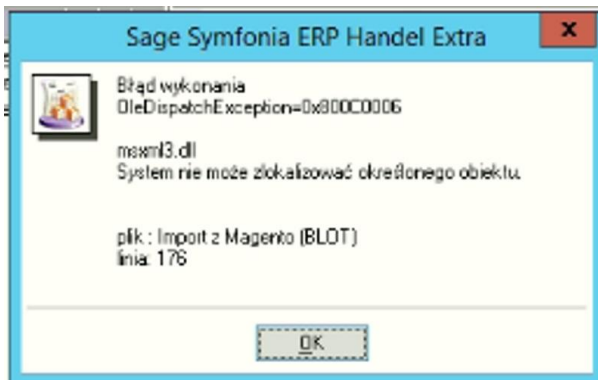 Sage Symfonia ERP Handel Extra
x
Błąd wykonania
OleDispatchException=0x800C0006
msxml3.dll
System nie może zlokalizować określonego obiektu.
plik : Import z Magento (BLOT)
linia: 176
OK